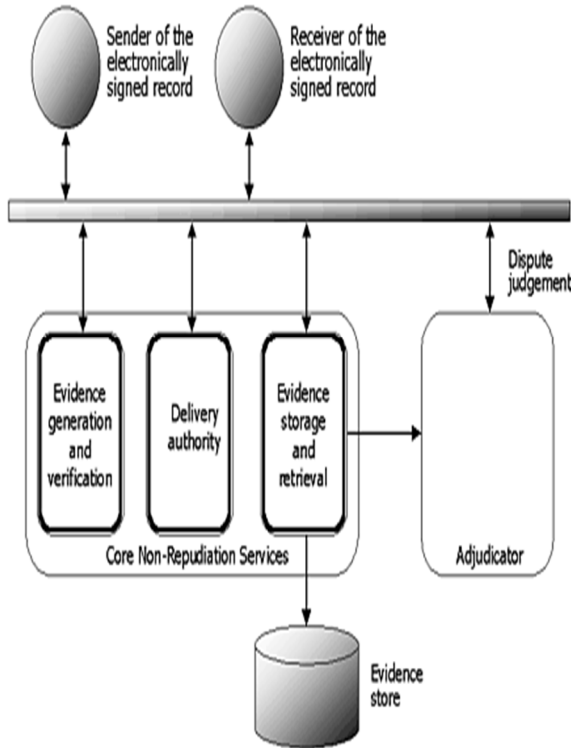 Sender of the
electronically
signed record
Receiver of the
electronically
signed record
Dispute
judgement
Evidence
generation
and
verification
Delivery
authority
Evidence
storage
and
retrieval
Core Non-Repudiation Services
Adjudicator
Evidence
store